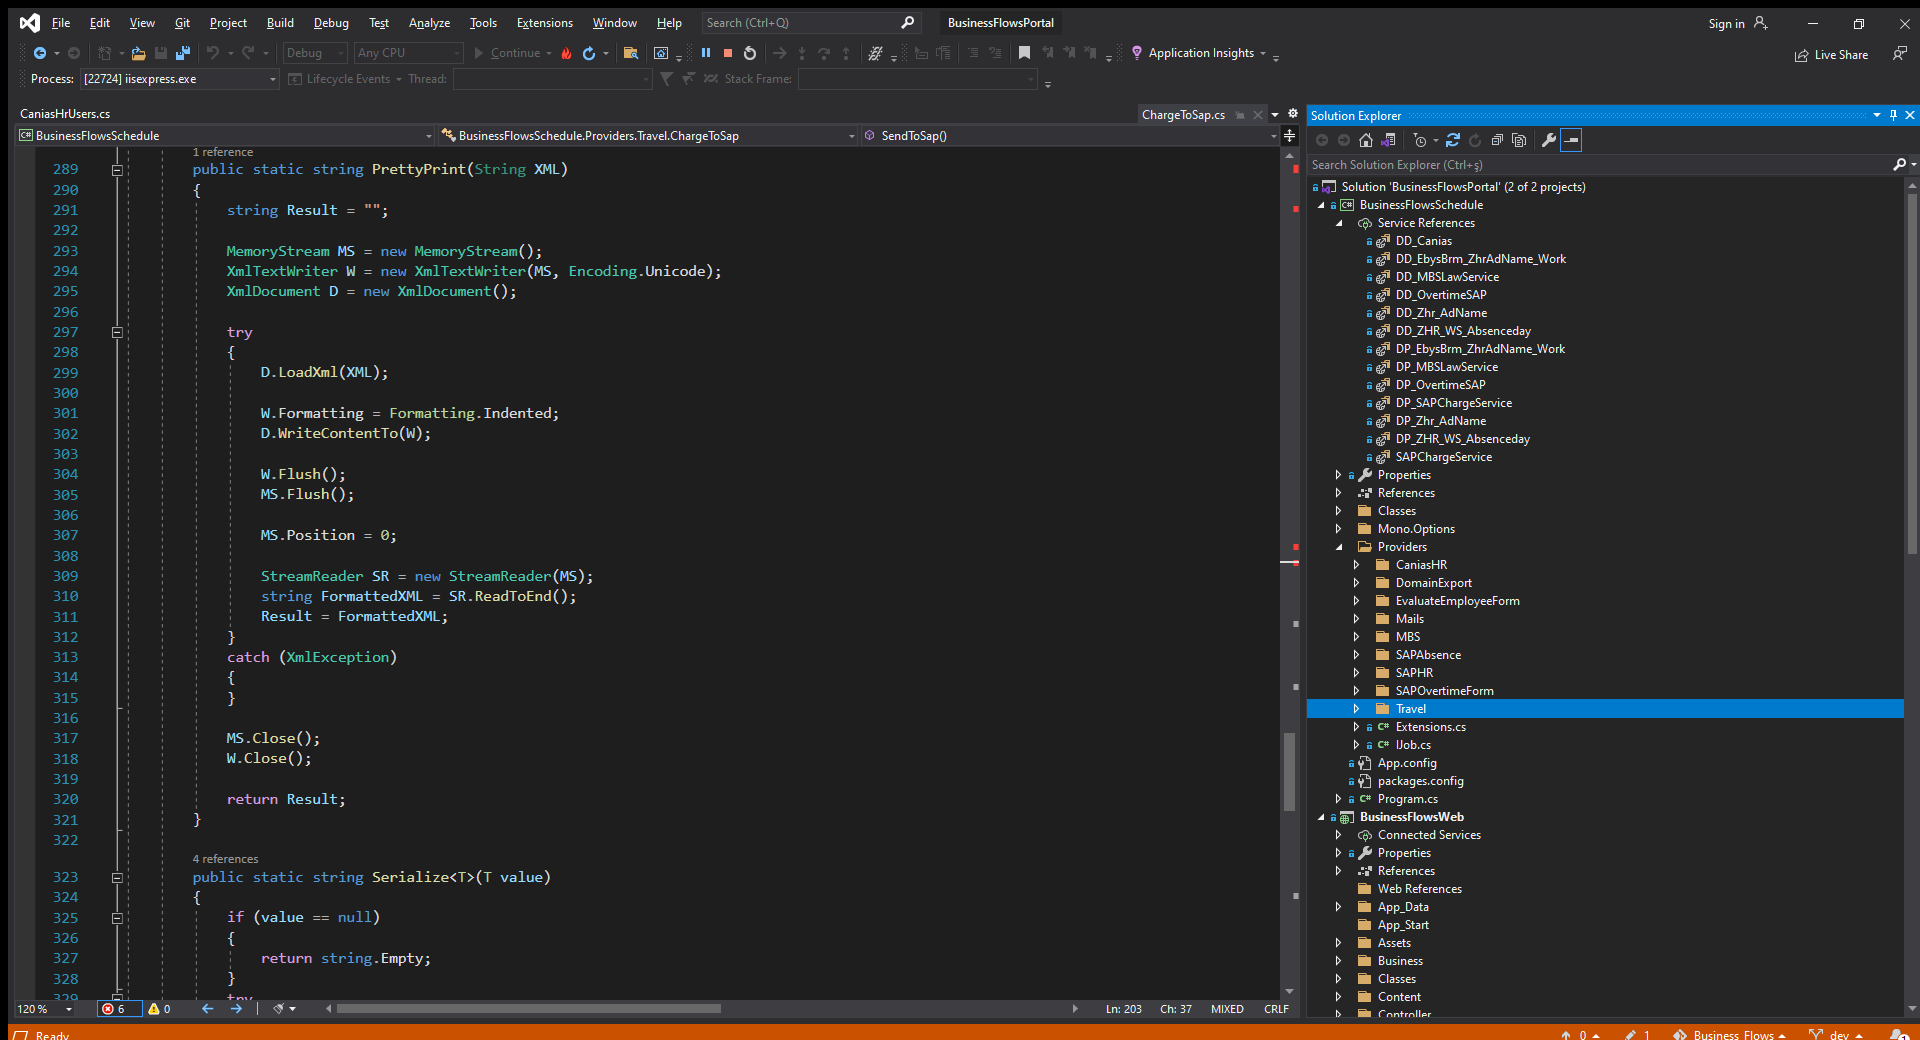 File Edit View Git Project Build Debug Test Analyze Tools Extensions Window Help Search (Ctrl+Q) BusinessFlowsPortal Sign in
Debug Any CPU Continue Application Insights Live Share
Process: [22724] iisexpress.exe Lifecycle Events Thread: Stack Frame:
CaniasHrUsers.cs ChargeToSap.cs
BusinessFlowsSchedule BusinessFlowsSchedule.Providers.Travel.ChargeToSap SendToSap()
1 reference
289 public static string PrettyPrint(String XML)
290 {
291 string Result = "";
292
293 MemoryStream MS = new MemoryStream();
294 XmlTextWriter W = new XmlTextWriter(MS, Encoding.Unicode);
295 XmlDocument D = new XmlDocument();
296
297 try
298 {
299 D.LoadXml(XML);
300
301 W.Formatting = Formatting.Indented;
302 D.WriteContentTo(W);
303
304 W.Flush();
305 MS.Flush();
306
307 MS.Position = 0;
308
309 StreamReader SR = new StreamReader(MS);
310 string FormattedXML = SR.ReadToEnd();
311 Result = FormattedXML;
312 }
313 catch (XmlException)
314 {
315 }
316
317 MS.Close();
318 W.Close();
319
320 return Result;
321 }
322
4 references
323 public static string Serialize<T>(T value)
324 {
325 if (value == null)
326 {
327 return string.Empty;
328 }
329 try
120 % 6 0 Ln: 203 Ch: 37 MIXED CRLF
Solution Explorer
Search Solution Explorer (Ctrl+ş)
Solution 'BusinessFlowsPortal' (2 of 2 projects)
BusinessFlowsSchedule
Service References
DD_Canias
DD_EbysBrm_ZhrAdName_Work
DD_MBSLawService
DD_OvertimeSAP
DD_Zhr_AdName
DD_ZHR_WS_Absenceday
DP_EbysBrm_ZhrAdName_Work
DP_MBSLawService
DP_OvertimeSAP
DP_SAPChargeService
DP_Zhr_AdName
DP_ZHR_WS_Absenceday
SAPChargeService
Properties
References
Classes
Mono.Options
Providers
CaniasHR
DomainExport
EvaluateEmployeeForm
Mails
MBS
SAPAbsence
SAPHR
SAPOvertimeForm
Travel
Extensions.cs
IJob.cs
App.config
packages.config
Program.cs
BusinessFlowsWeb
Connected Services
Properties
References
Web References
App_Data
App_Start
Assets
Business
Classes
Content
Controller
Ready 0 1 Business Flows dev 1